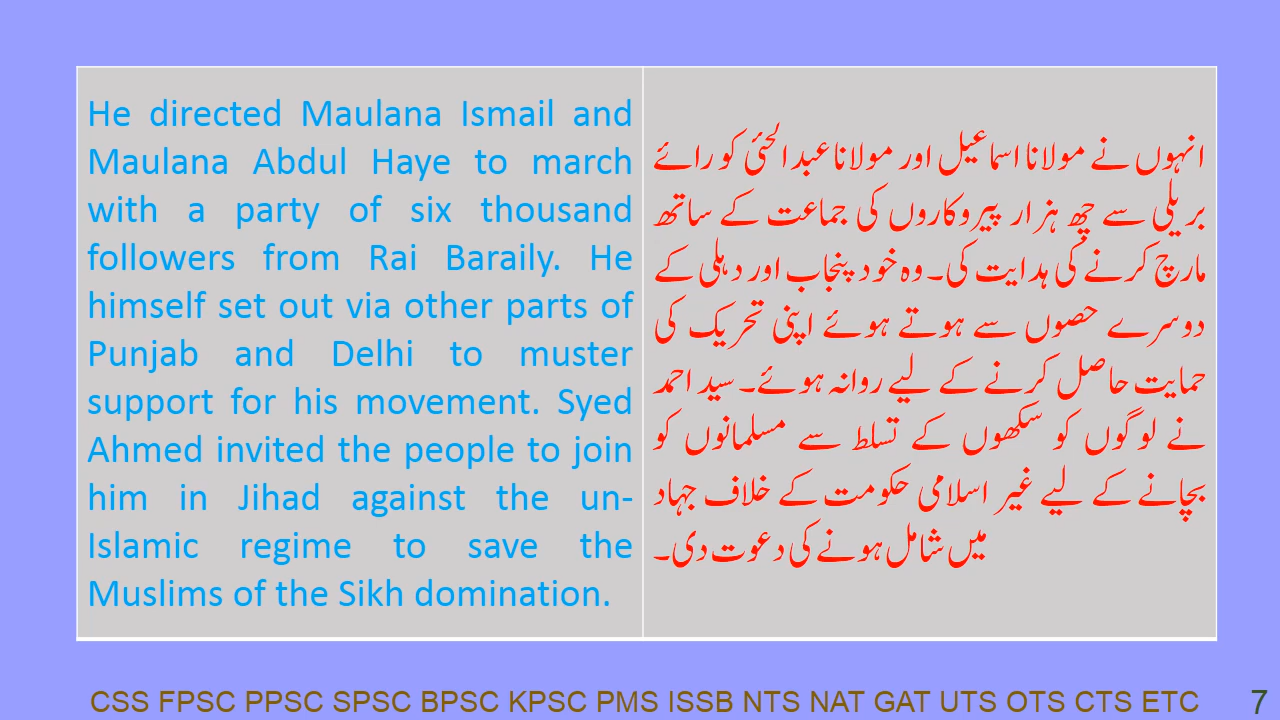 He directed Maulana Ismail and
Maulana Abdul Haye to march
with a party of six thousand
followers from Rai Baraily. He
himself set out via other parts of
Punjab and Delhi to muster
support for his movement. Syed
Ahmed invited the people to join
him in Jihad against the un-
Islamic regime to save the
Muslims of the Sikh domination.
انہوں نے مولانا اسماعیل اور مولانا عبدالحئی کو رائے
بریلی سے چھ ہزار پیروکاروں کی جماعت کے ساتھ
مارچ کرنے کی ہدایت کی۔ وہ خود پنجاب اور دہلی کے
دوسرے حصوں سے ہوتے ہوئے اپنی تحریک کی
حمایت حاصل کرنے کے لیے روانہ ہوئے۔ سید احمد
نے لوگوں کو سکھوں کے تسلط سے مسلمانوں کو
بچانے کے لیے غیر اسلامی حکومت کے خلاف جہاد
میں شامل ہونے کی دعوت دی۔
CSS FPSC PPSC SPSC BPSC KPSC PMS ISSB NTS NAT GAT UTS OTS CTS ETC 7